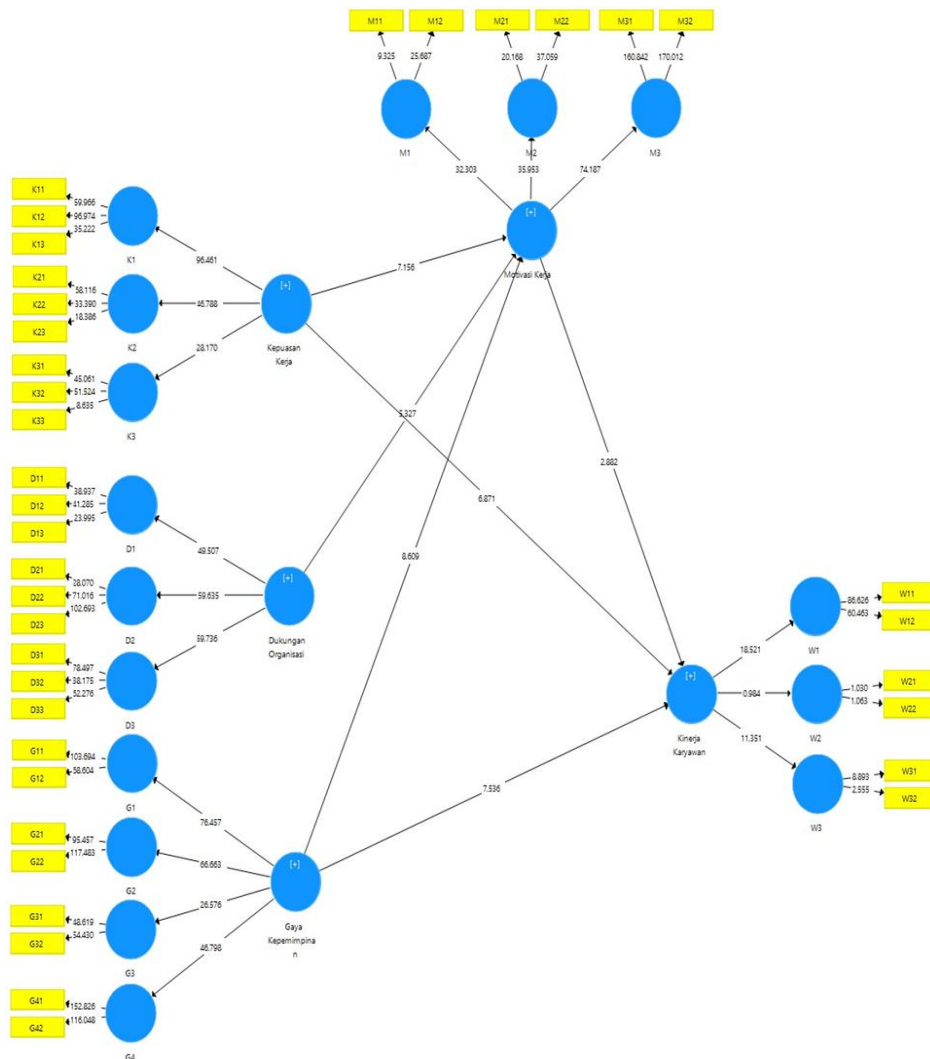 M11
M12
M21
M22
M31
M32
9.325
25.687
20.168
37.059
160.842
170.012
M1
M2
M3
32.303
35.953
74.187
[+]
Motivasi Kerja
K11
K12
K13
59.966
96.974
35.222
K1
K21
K22
K23
58.116
33.390
18.386
K2
K31
K32
K33
45.061
51.524
8.635
K3
96.461
46.788
28.170
[+]
Kepuasan
Kerja
7.156
5.327
6.871
2.882
8.609
7.536
D11
D12
D13
38.937
41.285
23.995
D1
D21
D22
D23
28.070
71.016
102.693
D2
D31
D32
D33
78.497
38.175
52.276
D3
49.507
59.635
59.736
[+]
Dukungan
Organisasi
G11
G12
103.694
58.604
G1
G21
G22
95.457
117.483
G2
G31
G32
48.619
54.430
G3
G41
G42
152.826
116.048
G4
76.457
66.663
26.576
46.798
[+]
Gaya
Kepemimpina
n
[+]
Kinerja
Karyawan
18.521
0.984
11.351
W1
86.626
60.463
W11
W12
W2
1.030
1.063
W21
W22
W3
8.893
2.555
W31
W32